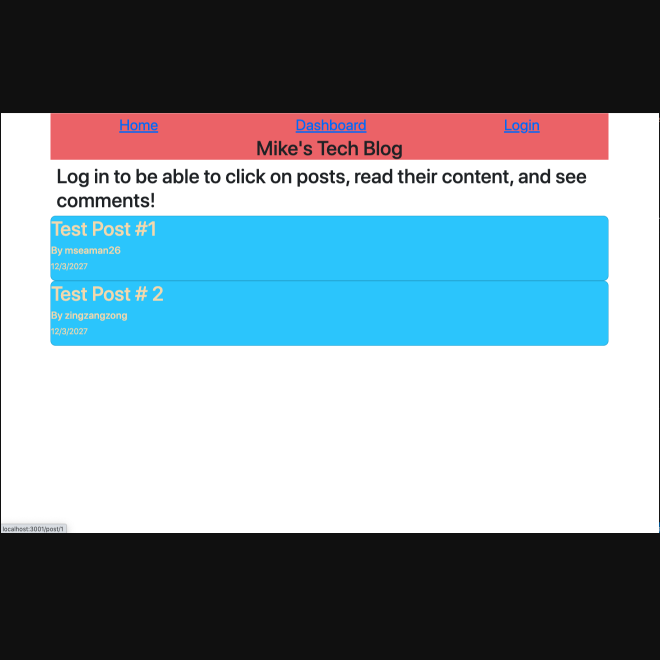 Home Dashboard Login
Mike's Tech Blog
Log in to be able to click on posts, read their content, and see
comments!
Test Post #1
By mseaman26
12/3/2027
Test Post # 2
By zingzangzong
12/3/2027
localhost:3001/post/1